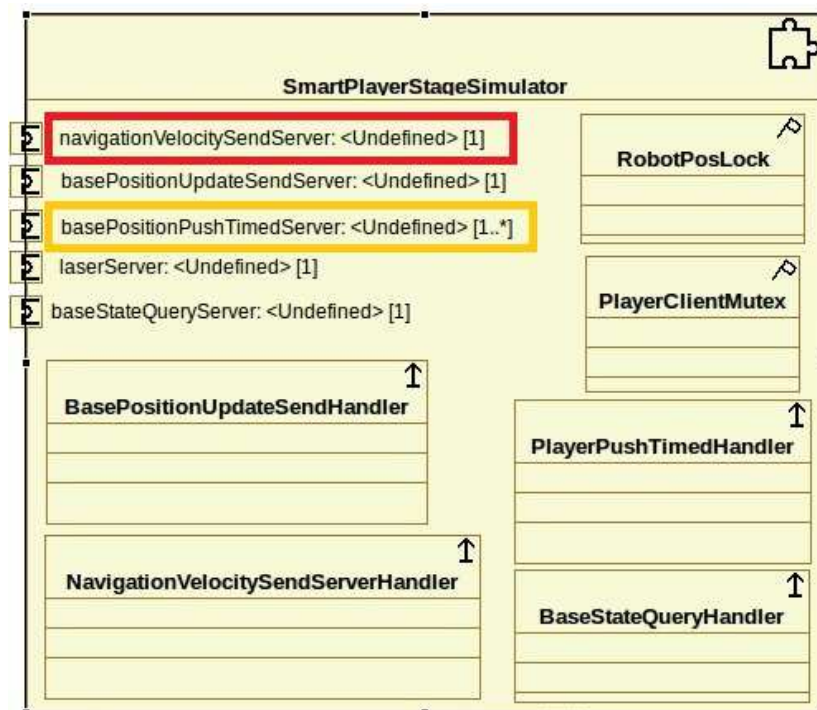 SmartPlayerStageSimulator
navigationVelocitySendServer: <Undefined> [1]
basePositionUpdateSendServer: <Undefined> [1]
basePositionPushTimedServer: <Undefined> [1..*]
laserServer: <Undefined> [1]
baseStateQueryServer: <Undefined> [1]
RobotPosLock
PlayerClientMutex
BasePositionUpdateSendHandler
PlayerPushTimedHandler
NavigationVelocitySendServerHandler
BaseStateQueryHandler